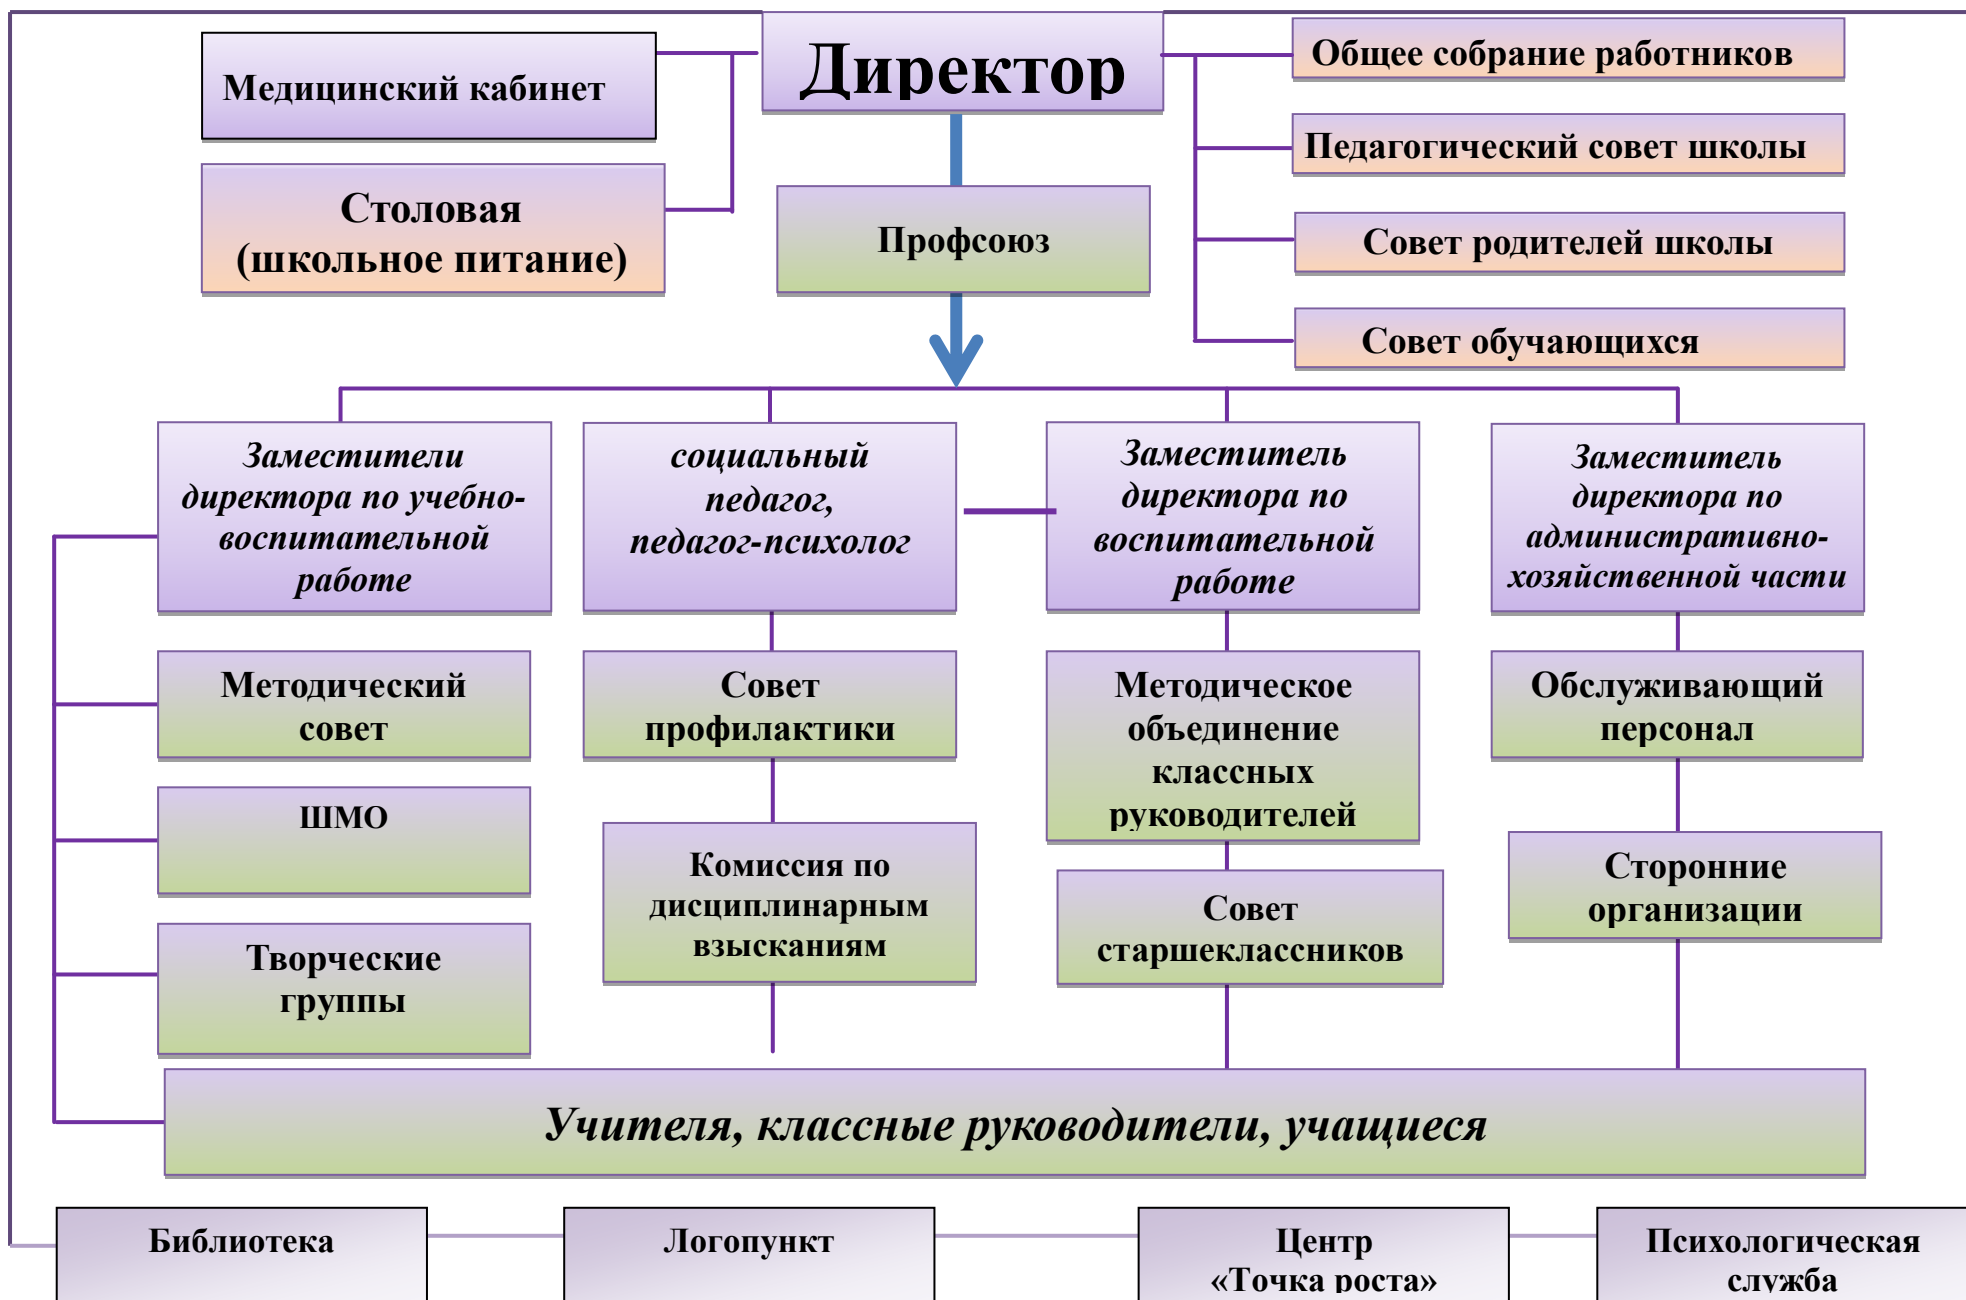 Директор
Медицинский кабинет
Столовая
(школьное питание)
Профсоюз
Общее собрание работников
Педагогический совет школы
Совет родителей школы
Совет обучающихся
Заместители
директора по учебно-
воспитательной
работе
социальный
педагог,
педагог-психолог
Заместитель
директора по
воспитательной
работе
Заместитель
директора по
административно-
хозяйственной части
Методический
совет
ШМО
Творческие
группы
Совет
профилактики
Комиссия по
дисциплинарным
взысканиям
Методическое
объединение
классных
руководителей
Совет
старшеклассников
Обслуживающий
персонал
Сторонние
организации
Учителя, классные руководители, учащиеся
Библиотека
Логопункт
Центр
«Точка роста»
Психологическая
служба